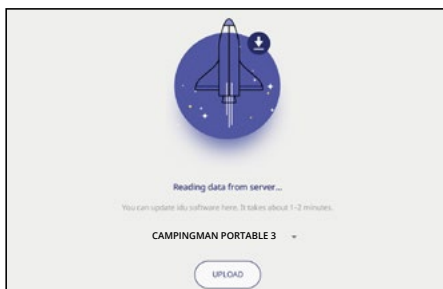 Reading data from server...
You can update idu software here. It takes about 1-2 minutes.
CAMPINGMAN PORTABLE 3
UPLOAD